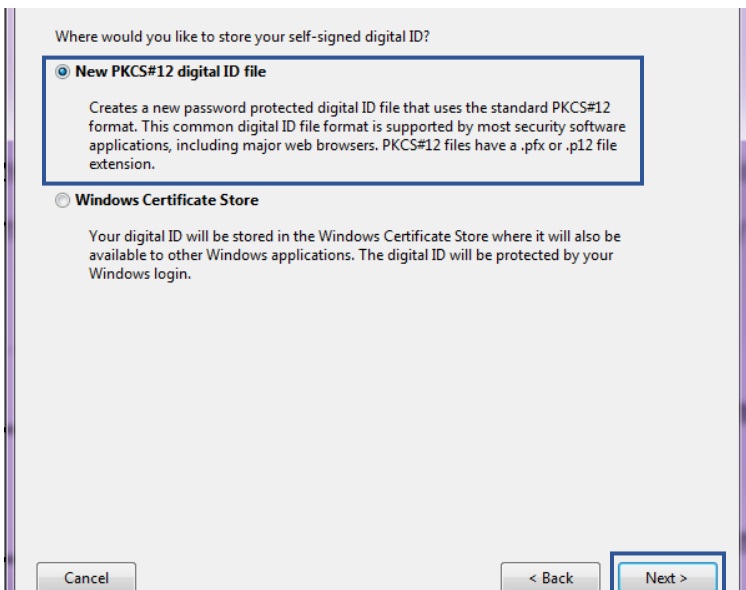 Where would you like to store your self-signed digital ID?
New PKCS#12 digital ID file
Creates a new password protected digital ID file that uses the standard PKCS#12
format. This common digital ID file format is supported by most security software
applications, including major web browsers. PKCS#12 files have a .pfx or .p12 file
extension.
Windows Certificate Store
Your digital ID will be stored in the Windows Certificate Store where it will also be
available to other Windows applications. The digital ID will be protected by your
Windows login.
Cancel
< Back
Next >